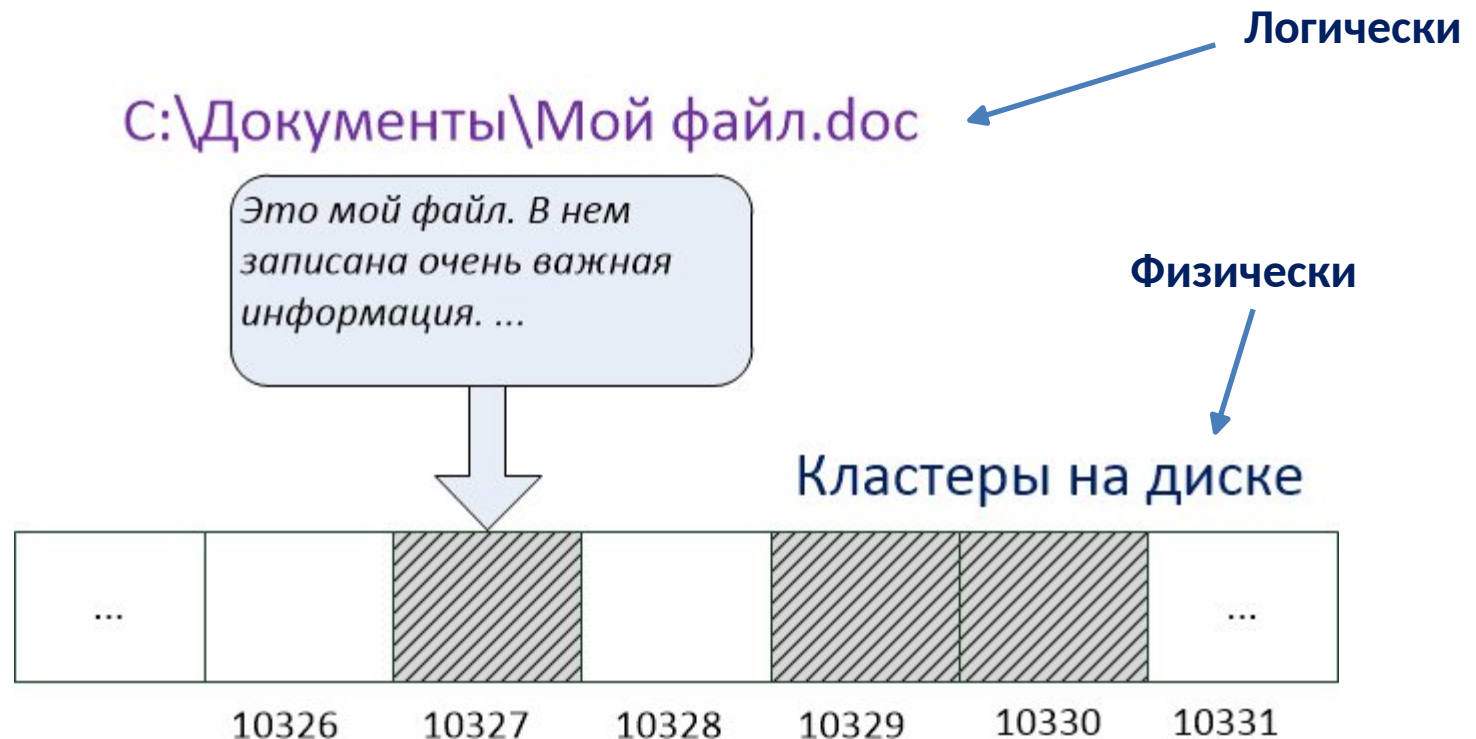 Логически
С:\Документы\Мой файл.doc
Это мой файл. В нем
записана очень важная
информация. ...
Физически
Кластеры на диске
... ...
10326 10327 10328 10329 10330 10331